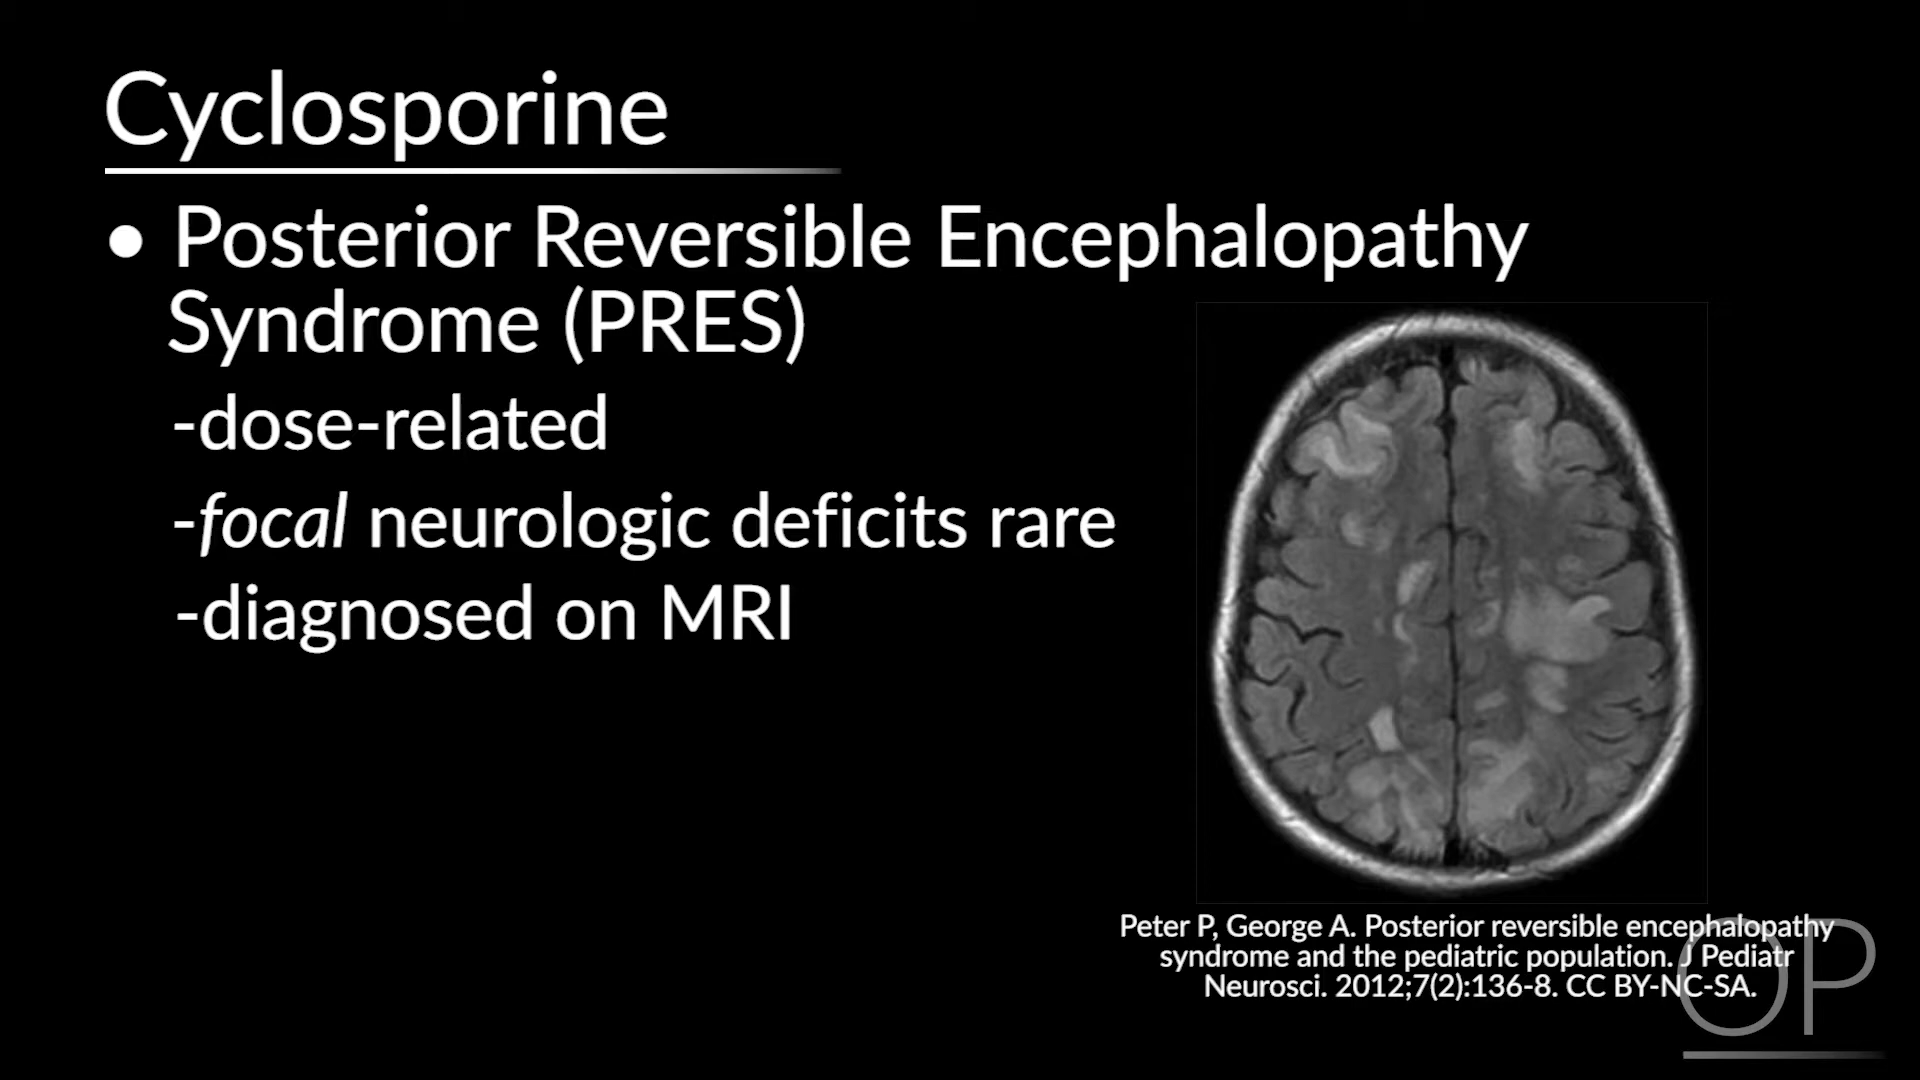 Cyclosporine
• Posterior Reversible Encephalopathy
Syndrome (PRES)
-dose-related
-focal neurologic deficits rare
-diagnosed on MRI
Peter P, George A. Posterior reversible encephalopathy
syndrome and the pediatric population. J Pediatr
Neurosci. 2012;7(2):136-8. CC BY-NC-SA.
OP